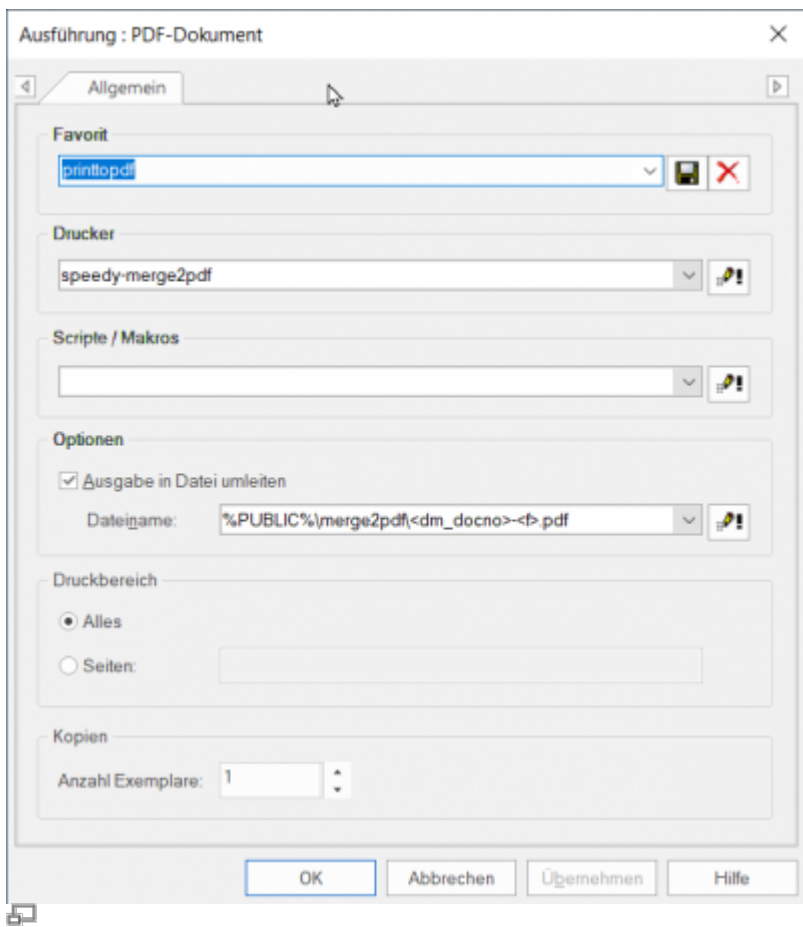 Ausführung : PDF-Dokument
Allgemein
Favorit
printtopdf
Drucker
speedy-merge2pdf
Scripte / Makros
Optionen
Ausgabe in Datei umleiten
Dateiname: %PUBLIC%\merge2pdf\<dm_docno>-<f>.pdf
Druckbereich
Alles
Seiten:
Kopien
Anzahl Exemplare: 1
OK Abbrechen Übernehmen Hilfe